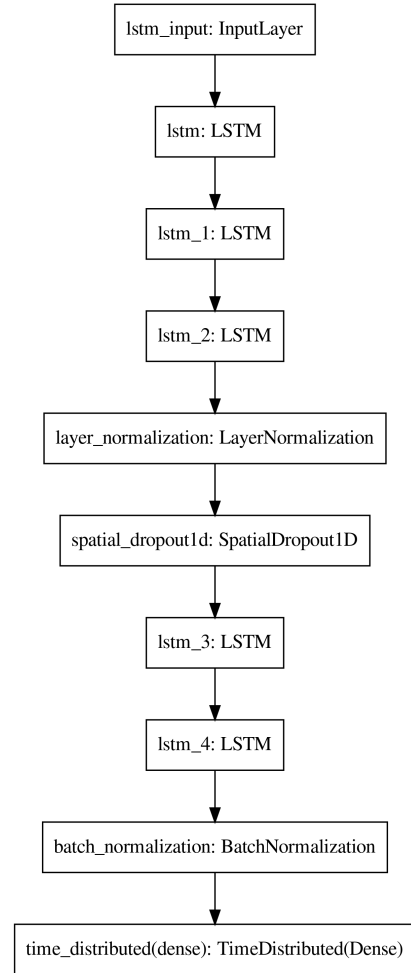 lstm_input: InputLayer
lstm: LSTM
lstm_1: LSTM
lstm_2: LSTM
layer_normalization: LayerNormalization
spatial_dropout1d: SpatialDropout1D
lstm_3: LSTM
lstm_4: LSTM
batch_normalization: BatchNormalization
time_distributed(dense): TimeDistributed(Dense)